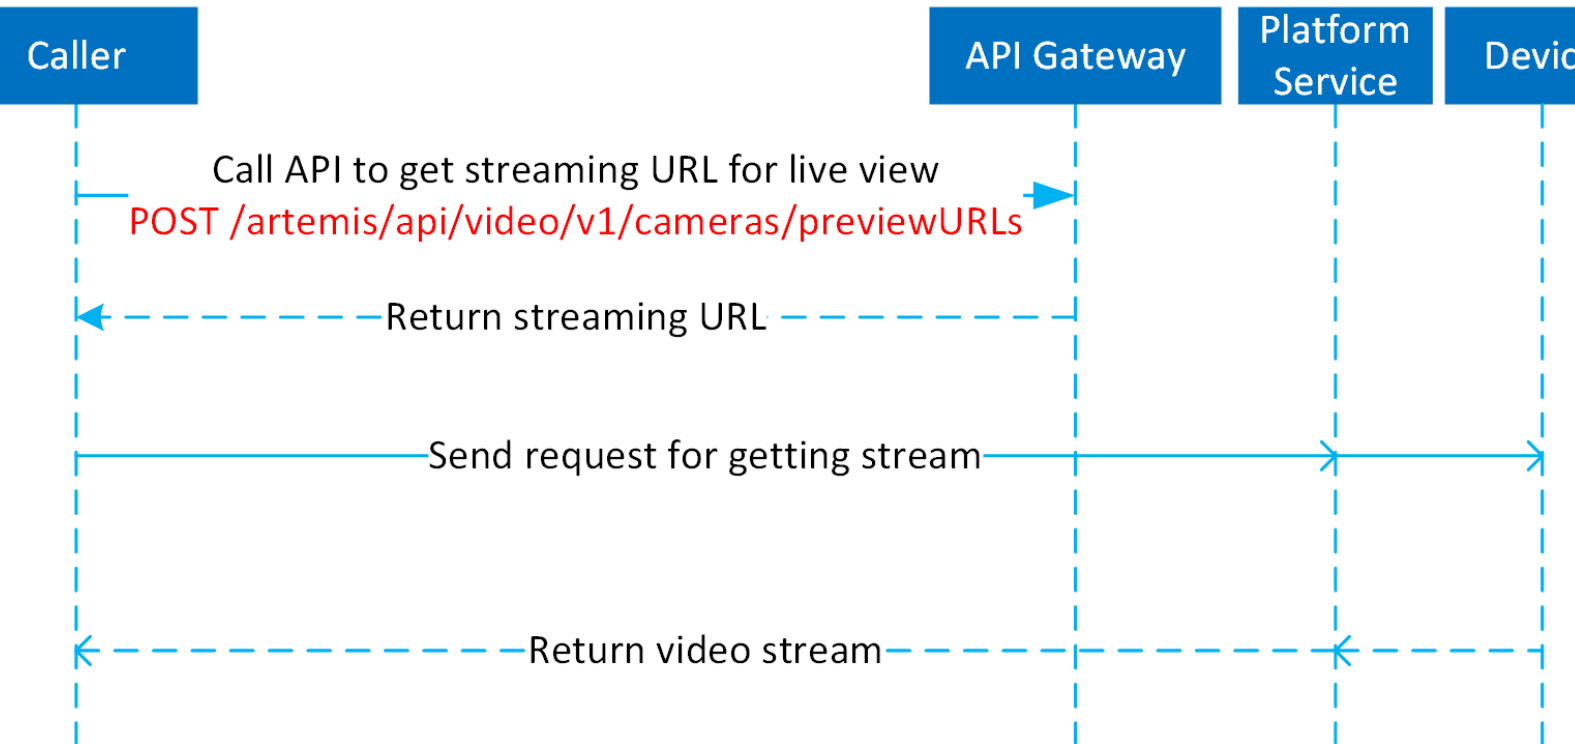 Caller
API Gateway
Platform
Service
Devic
Call API to get streaming URL for live view
POST /artemis/api/video/v1/cameras/previewURLs
Return streaming URL
Send request for getting stream
Return video stream